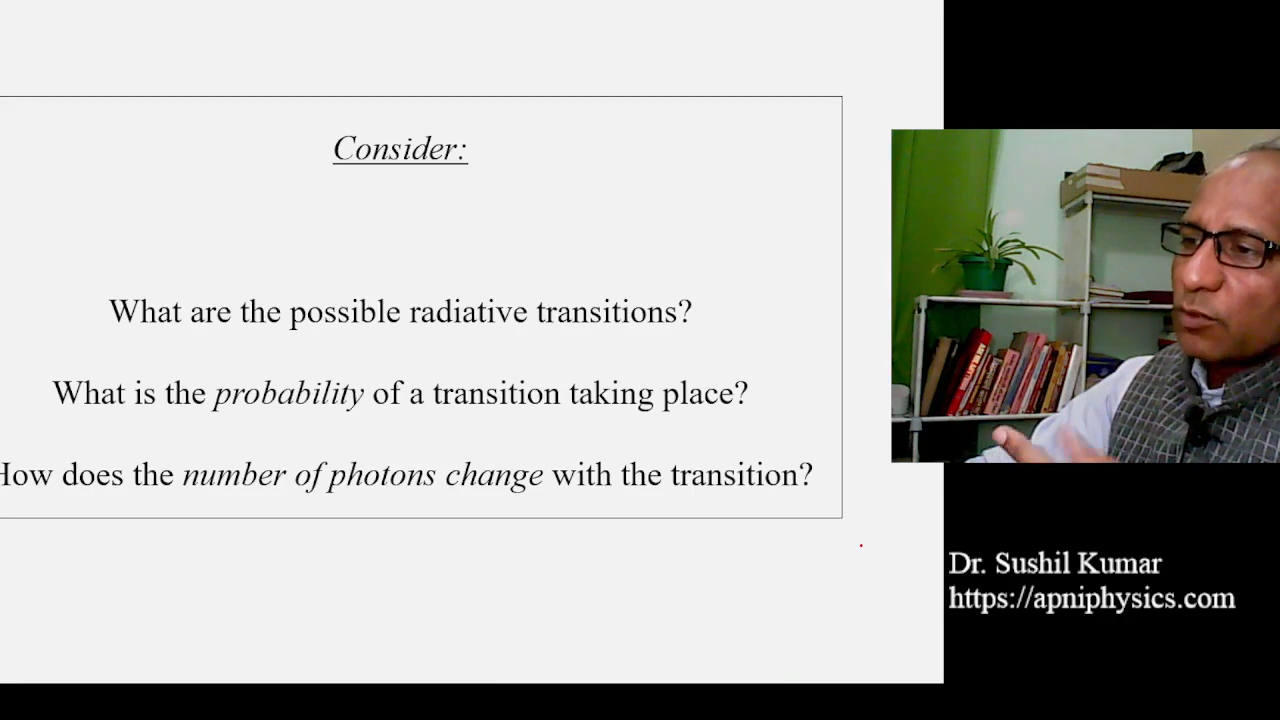 Consider:
What are the possible radiative transitions?
What is the probability of a transition taking place?
How does the number of photons change with the transition?
Dr. Sushil Kumar
https://apniphysics.com